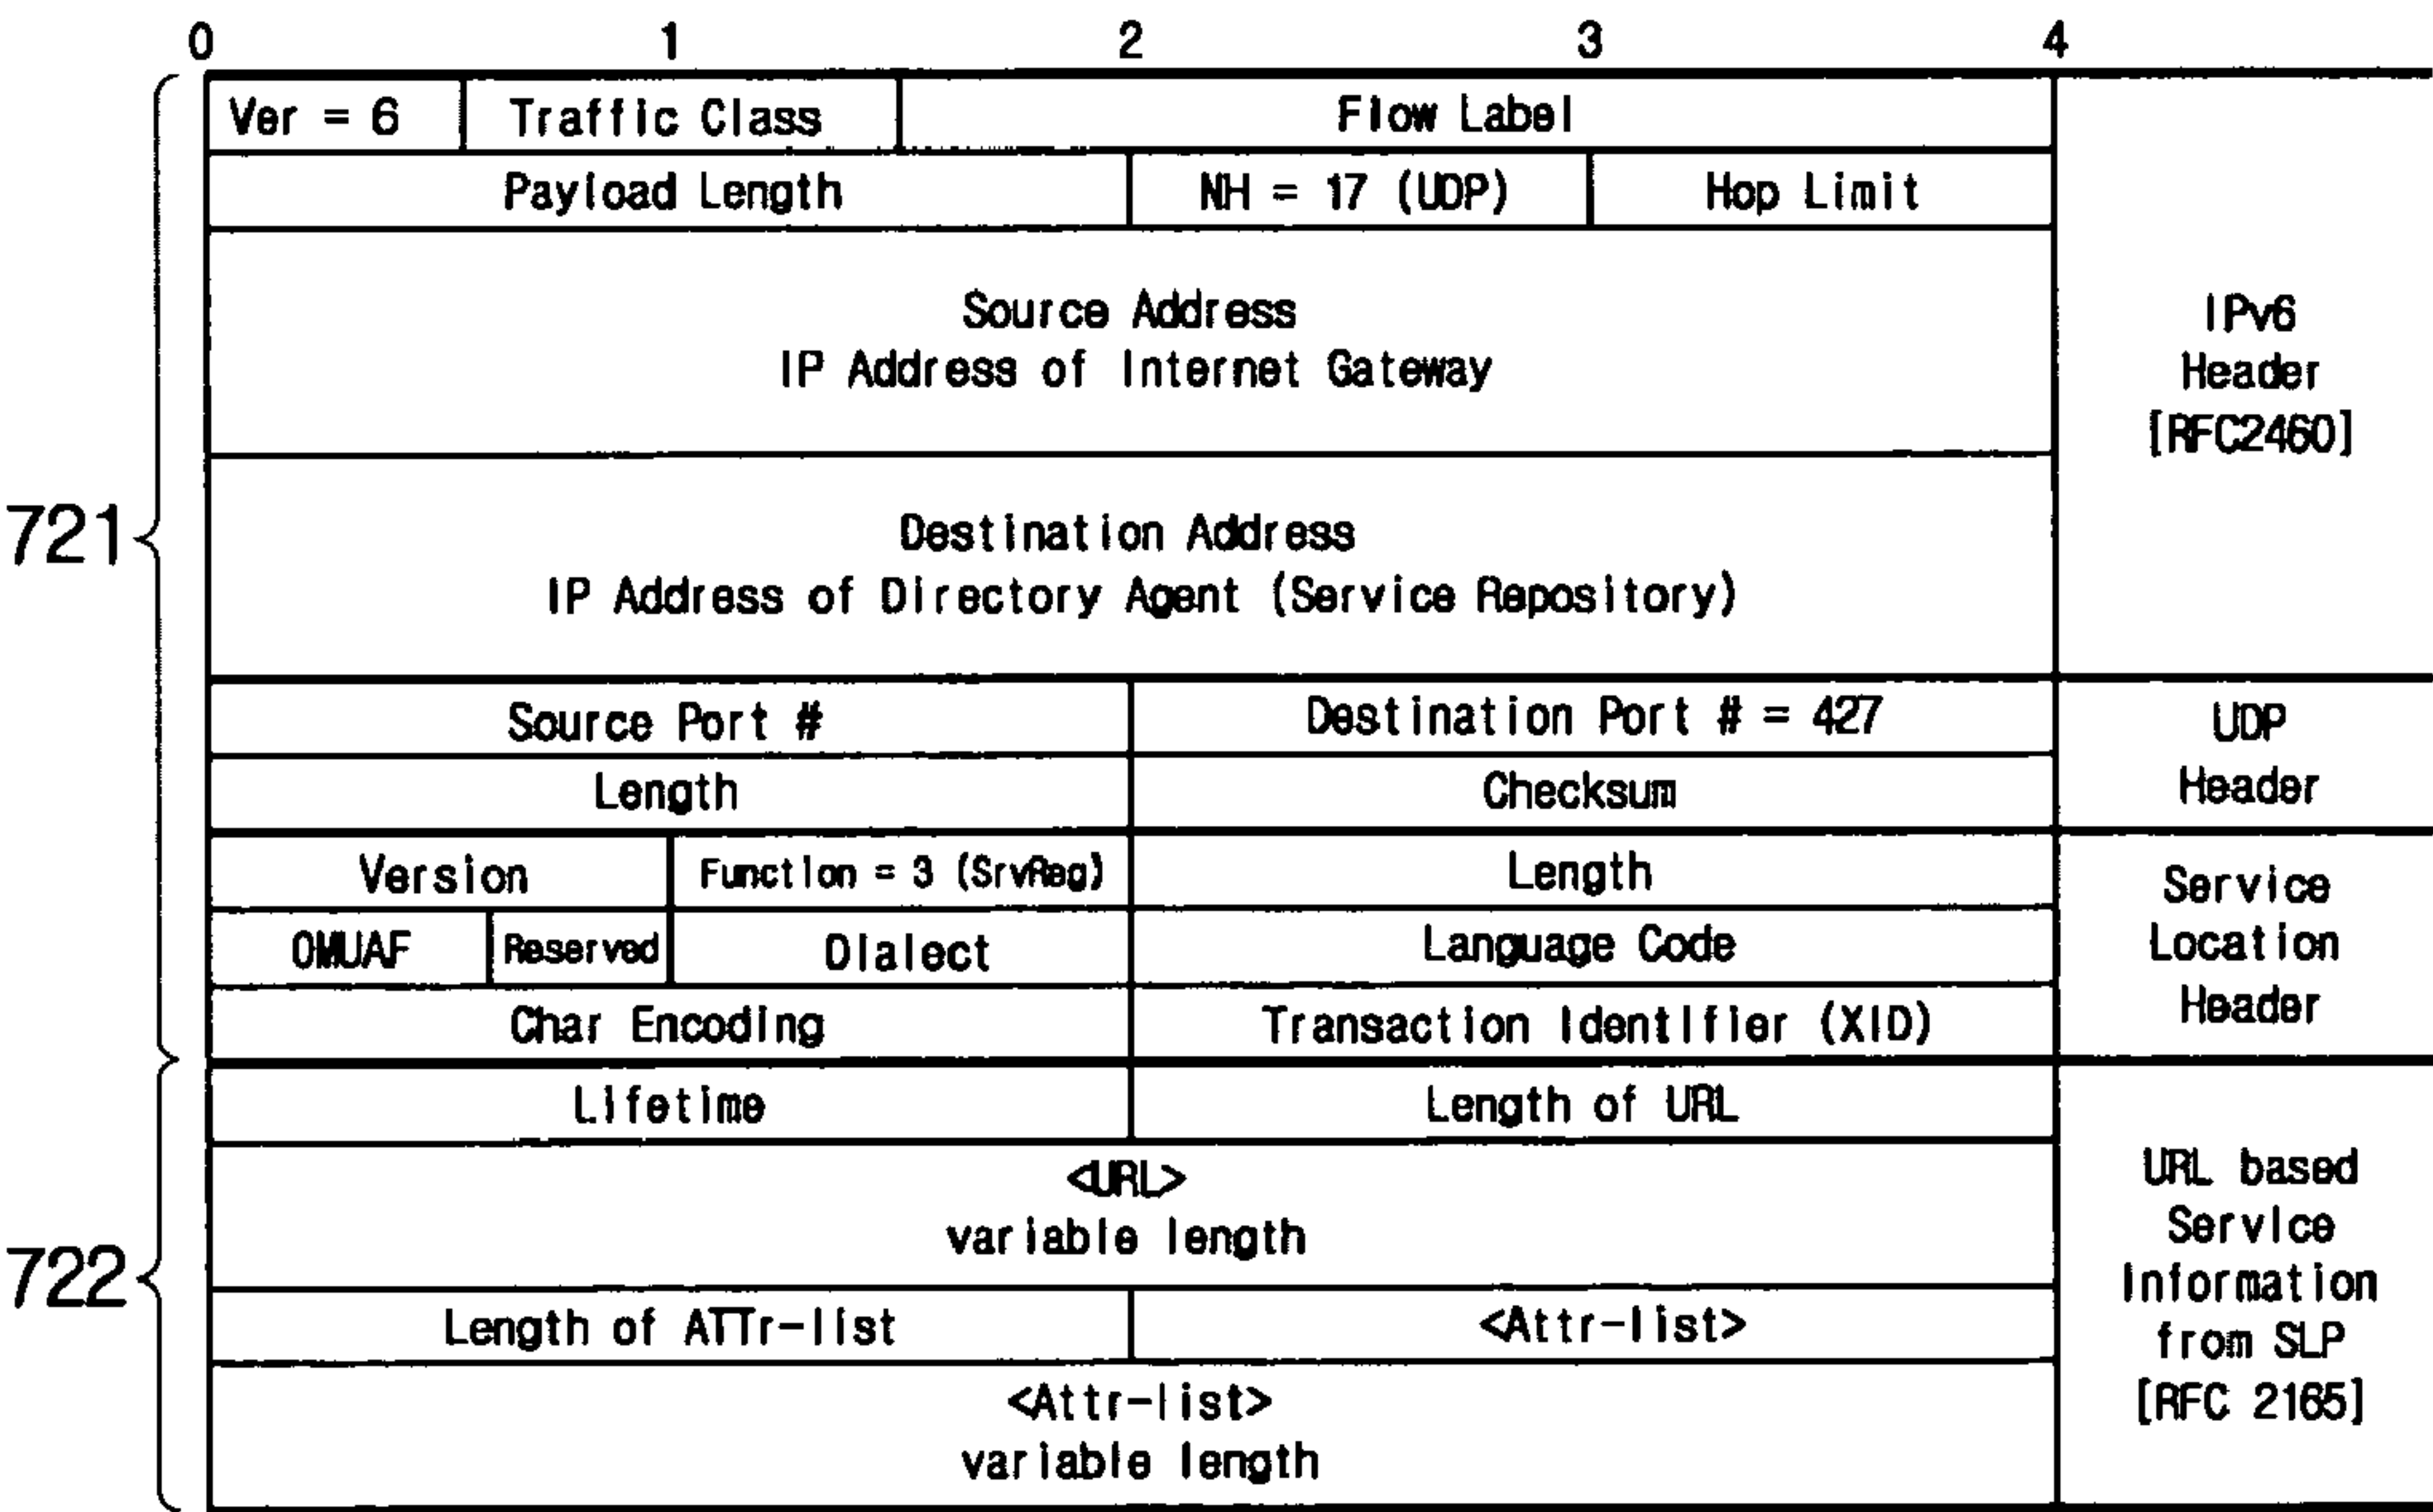 0 1 2 3 4
Ver = 6 Traffic Class Flow Label
Payload Length NH = 17 (UDP) Hop Limit
Source Address
IP Address of Internet Gateway
IPv6
Header
[RFC2460]
721
Destination Address
IP Address of Directory Agent (Service Repository)
Source Port # Destination Port # = 427
Length Checksum
UDP
Header
Version Function = 3 (SrvReg) Length
OMUAF Reserved Dialect Language Code
Char Encoding Transaction Identifier (XID)
Service
Location
Header
722
Lifetime Length of URL
<URL>
variable length
Length of ATTr-list <Attr-list>
<Attr-list>
variable length
URL based
Service
Information
from SLP
[RFC 2165]